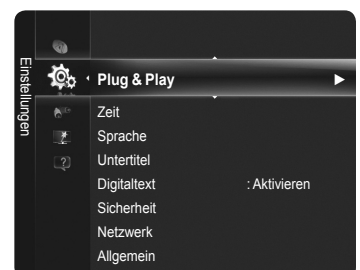 Einstellungen
Plug & Play
Zeit
Sprache
Untertitel
Digitaltext : Aktivieren
Sicherheit
Netzwerk
Allgemein